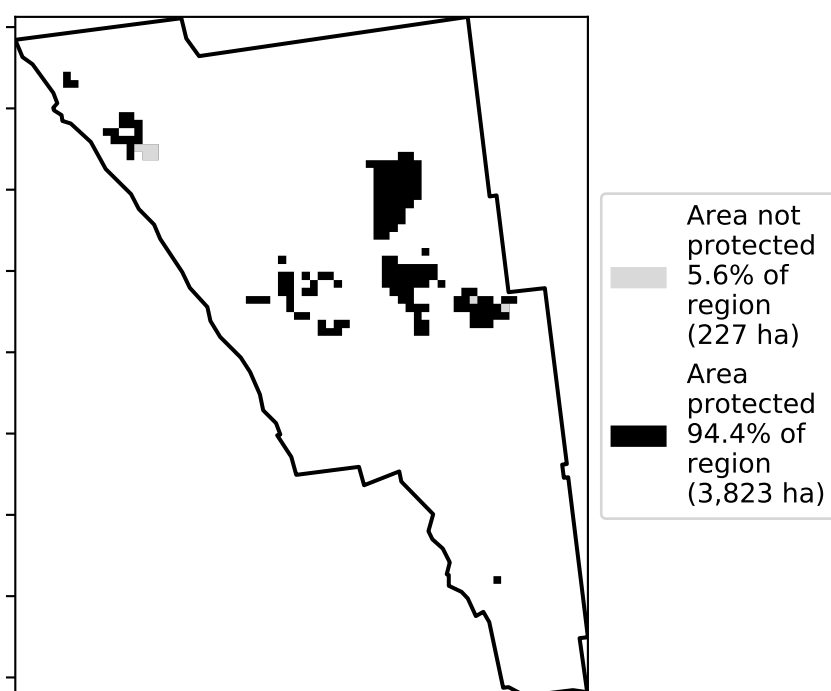 Area not
protected
5.6% of
region
(227 ha)
Area
protected
94.4% of
region
(3,823 ha)